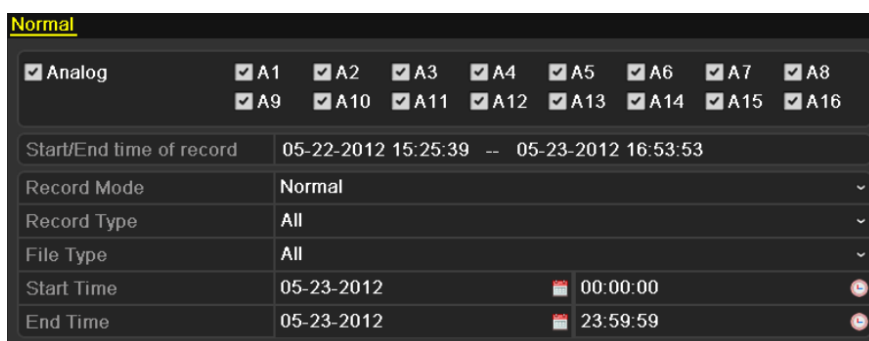 Normal
Analog A1 A2 A3 A4 A5 A6 A7 A8
A9 A10 A11 A12 A13 A14 A15 A16
Start/End time of record 05-22-2012 15:25:39 -- 05-23-2012 16:53:53
Record Mode Normal
Record Type All
File Type All
Start Time 05-23-2012 00:00:00
End Time 05-23-2012 23:59:59